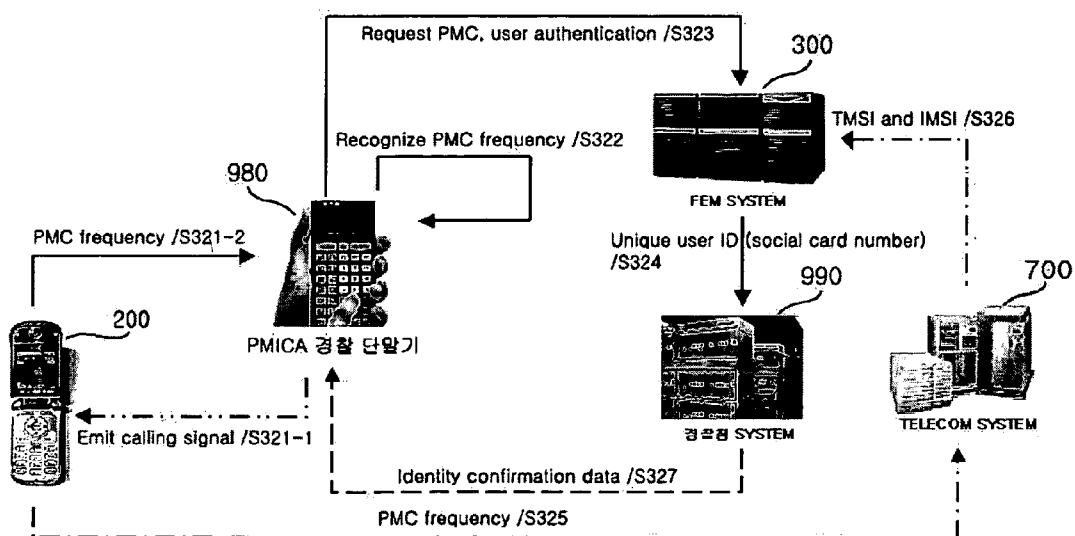 Request PMC, user authentication /S323
300
TMSI and IMSI /S326
Recognize PMC frequency /S322
980
FEM SYSTEM
PMC frequency /S321-2
Unique user ID (social card number)
/S324
990
700
200
PMICA 경찰 단말기
Emit calling signal /S321-1
SYSTEM
TELECOM SYSTEM
Identity confirmation data /S327
PMC frequency /S325